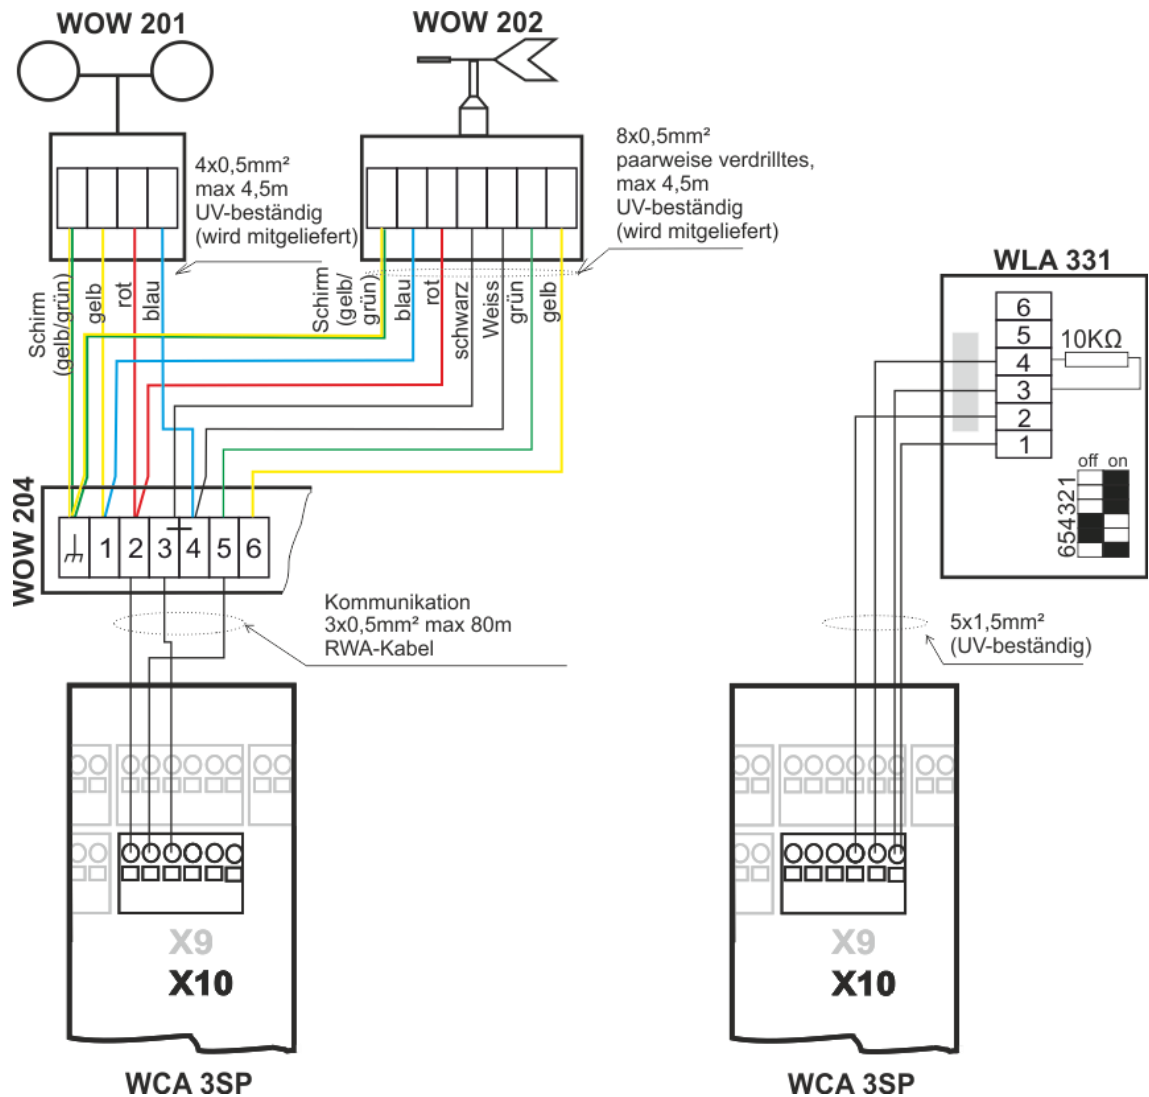 WOW 201
WOW 202
4x0,5mm²
max 4,5m
UV-beständig
(wird mitgeliefert)
8x0,5mm²
paarweise verdrilltes,
max 4,5m
UV-beständig
(wird mitgeliefert)
Schirm
(gelb/grün)
gelb
rot
blau
Schirm
(gelb/
grün)
blau
rot
schwarz
Weiss
grün
gelb
WOW 204
1 2 3 4 5 6
Kommunikation
3x0,5mm² max 80m
RWA-Kabel
X9
X10
WCA 3SP
WLA 331
6
5
4
3
2
1
10KΩ
off on
654321
5x1,5mm²
(UV-beständig)
X9
X10
WCA 3SP